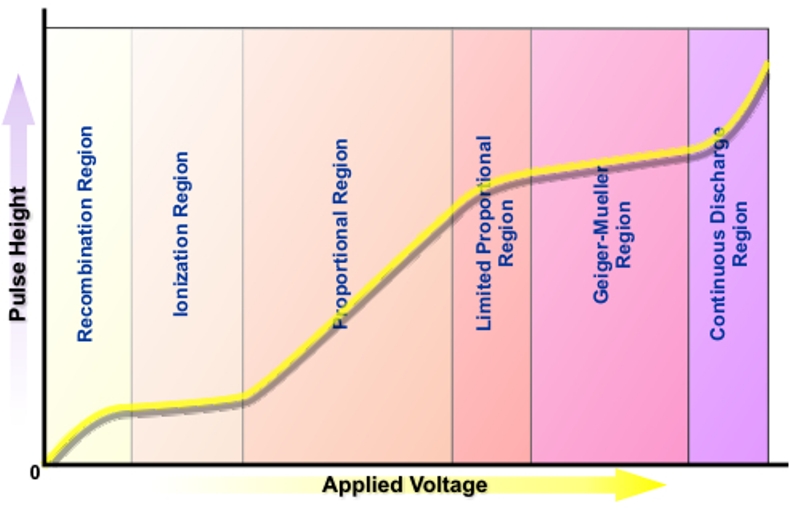 Pulse Height
Recombination Region
Ionization Region
Proportional Region
Limited Proportional
Region
Geiger-Mueller
Region
Continuous Discharge
Region
0
Applied Voltage